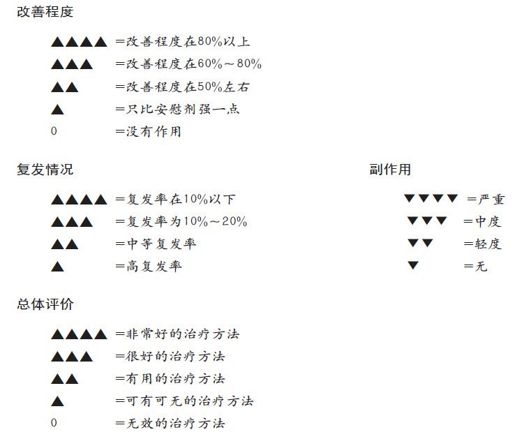 改善程度
▲▲▲▲ =改善程度在80%以上
▲▲▲ =改善程度在60%～80%
▲▲ =改善程度在50%左右
▲ =只比安慰剂强一点
0 =没有作用
复发情况
▲▲▲▲ =复发率在10%以下
▲▲▲ =复发率为10%～20%
▲▲ =中等复发率
▲ =高复发率
副作用
▼▼▼▼ =严重
▼▼▼ =中度
▼▼ =轻度
▼ =无
总体评价
▲▲▲▲ =非常好的治疗方法
▲▲▲ =很好的治疗方法
▲▲ =有用的治疗方法
▲ =可有可无的治疗方法
0 =无效的治疗方法